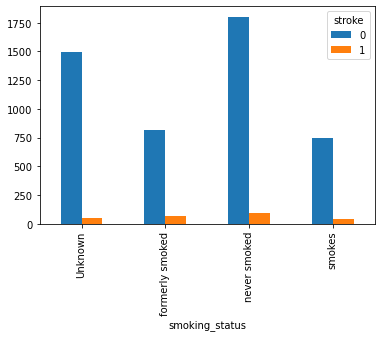 1750
1500
1250
1000
750
500
250
0
stroke
0
1
Unknown
formerly smoked
never smoked
smokes
smoking_status